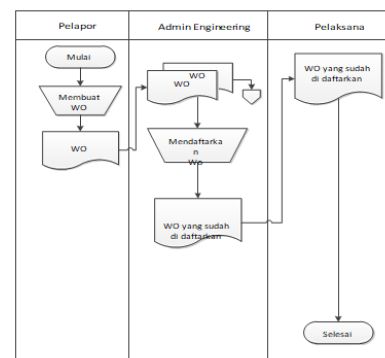 Pelapor
Admin Engineering
Pelaksana
Mulai
Membuat
WO
WO
WO
WO
Mendaftarka
n
Wo
WO yang sudah
di daftarkan
WO yang sudah
di daftarkan
Selesai